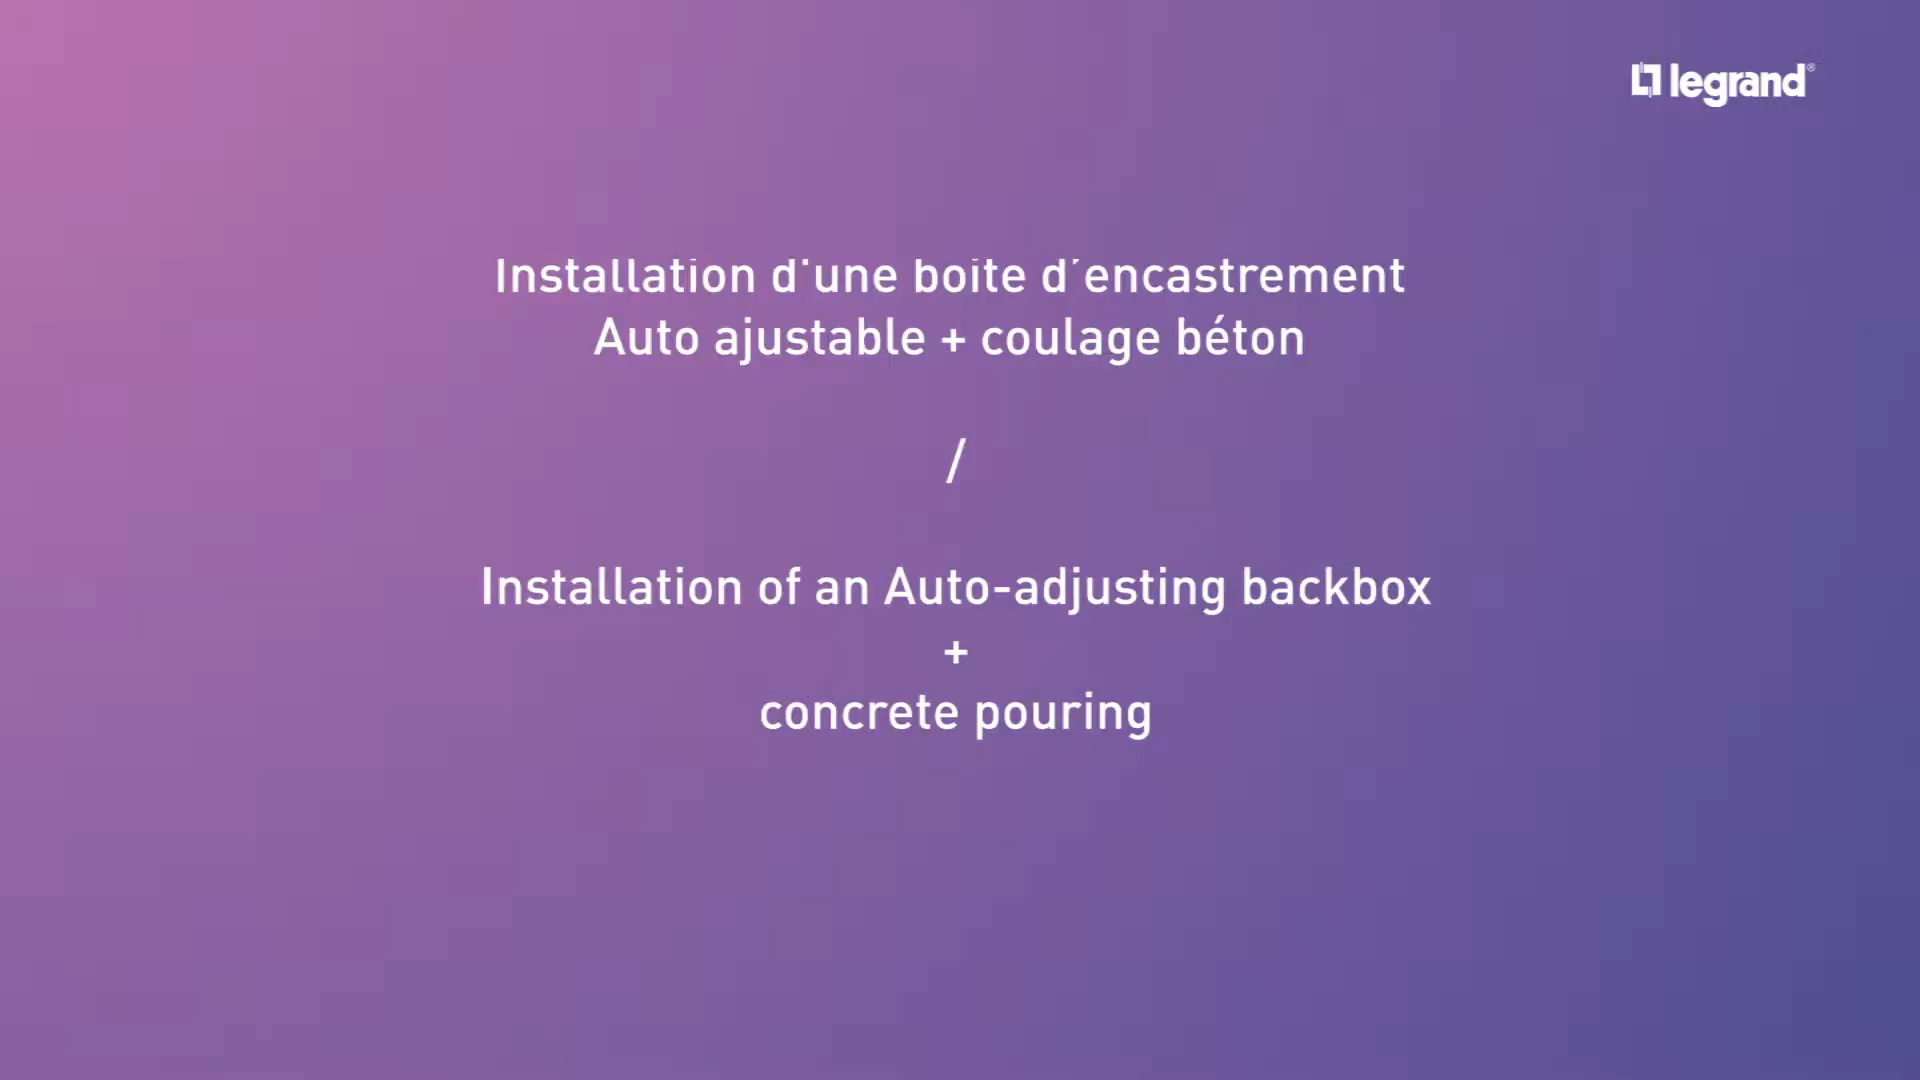 legrand®
Installation d'une boite d'encastrement
Auto ajustable + coulage béton
/
Installation of an Auto-adjusting backbox
+
concrete pouring